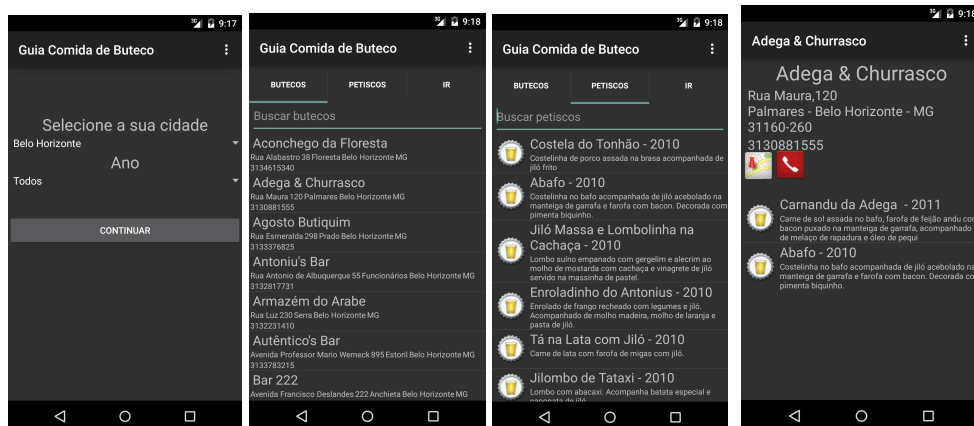 3G 9:17
Guia Comida de Buteco
Selecione a sua cidade
Belo Horizonte
Ano
Todos
CONTINUAR
3G 9:18
Guia Comida de Buteco
BUTECOS PETISCOS IR
Buscar butecos
Aconchego da Floresta
Rua Alabastro 38 Floresta Belo Horizonte MG
3134615340
Adega & Churrasco
Rua Maura 120 Palmares Belo Horizonte MG
3130881555
Agosto Butiquim
Rua Esmeralda 298 Prado Belo Horizonte MG
3133376825
Antoniu's Bar
Rua Antonio de Albuquerque 55 Funcionários Belo Horizonte MG
3132817731
Armazém do Arabe
Rua Luz 230 Serra Belo Horizonte MG
3132231410
Autêntico's Bar
Avenida Professor Mario Werneck 895 Estoril Belo Horizonte MG
3133783215
Bar 222
Avenida Francisco Deslandes 222 Anchieta Belo Horizonte MG
3G 9:18
Guia Comida de Buteco
BUTECOS PETISCOS IR
Buscar petiscos
Costela do Tonhão - 2010
Costelinha de porco assada na brasa acompanhada de
jiló frito
Abafo - 2010
Costelinha no bafo acompanhada de jiló acebolado na
manteiga de garrafa e farofa com bacon. Decorada com
pimenta biquinho.
Jiló Massa e Lombolinha na
Cachaça - 2010
Lombo suíno empanado com gergelim e alecrim ao
molho de mostarda com cachaça e vinagrete de jiló
servido na massinha de pastel.
Enroladinho do Antonius - 2010
Enrolado de frango recheado com legumes e jiló.
Acompanhado de molho madeira, molho de laranja e
pasta de jiló.
Tá na Lata com Jiló - 2010
Carne de lata com farofa de migas com jiló.
Jilombo de Tataxi - 2010
Lombo com abacaxi. Acompanha batata especial e
caponata de jiló
3G 9:18
Adega & Churrasco
Adega & Churrasco
Rua Maura,120
Palmares - Belo Horizonte - MG
31160-260
3130881555
Carnandu da Adega - 2011
Carne de sol assada no bafo, farofa de feijão andu com
bacon puxado na manteiga de garrafa, acompanhado
de melaço de rapadura e óleo de pequi
Abafo - 2010
Costelinha no bafo acompanhada de jiló acebolado na
manteiga de garrafa e farofa com bacon. Decorada co
pimenta biquinho.